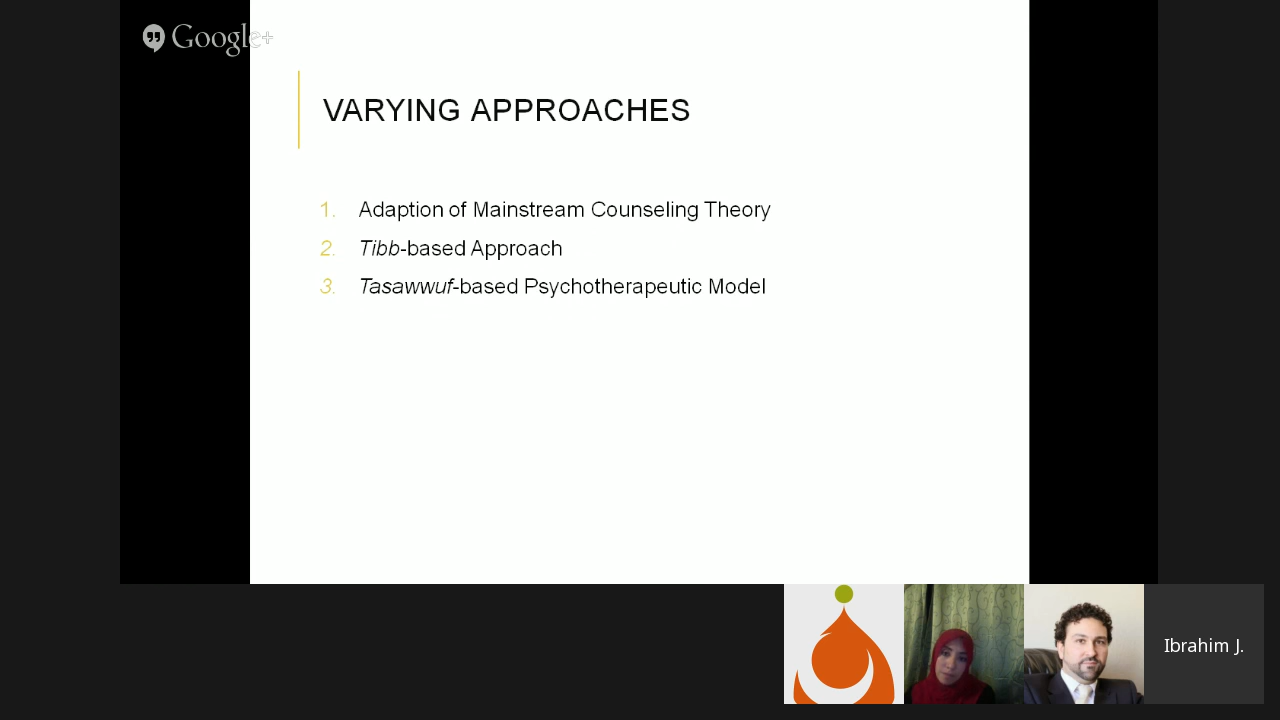 Google+
VARYING APPROACHES
1. Adaption of Mainstream Counseling Theory
2. Tibb-based Approach
3. Tasawwuf-based Psychotherapeutic Model
Ibrahim J.